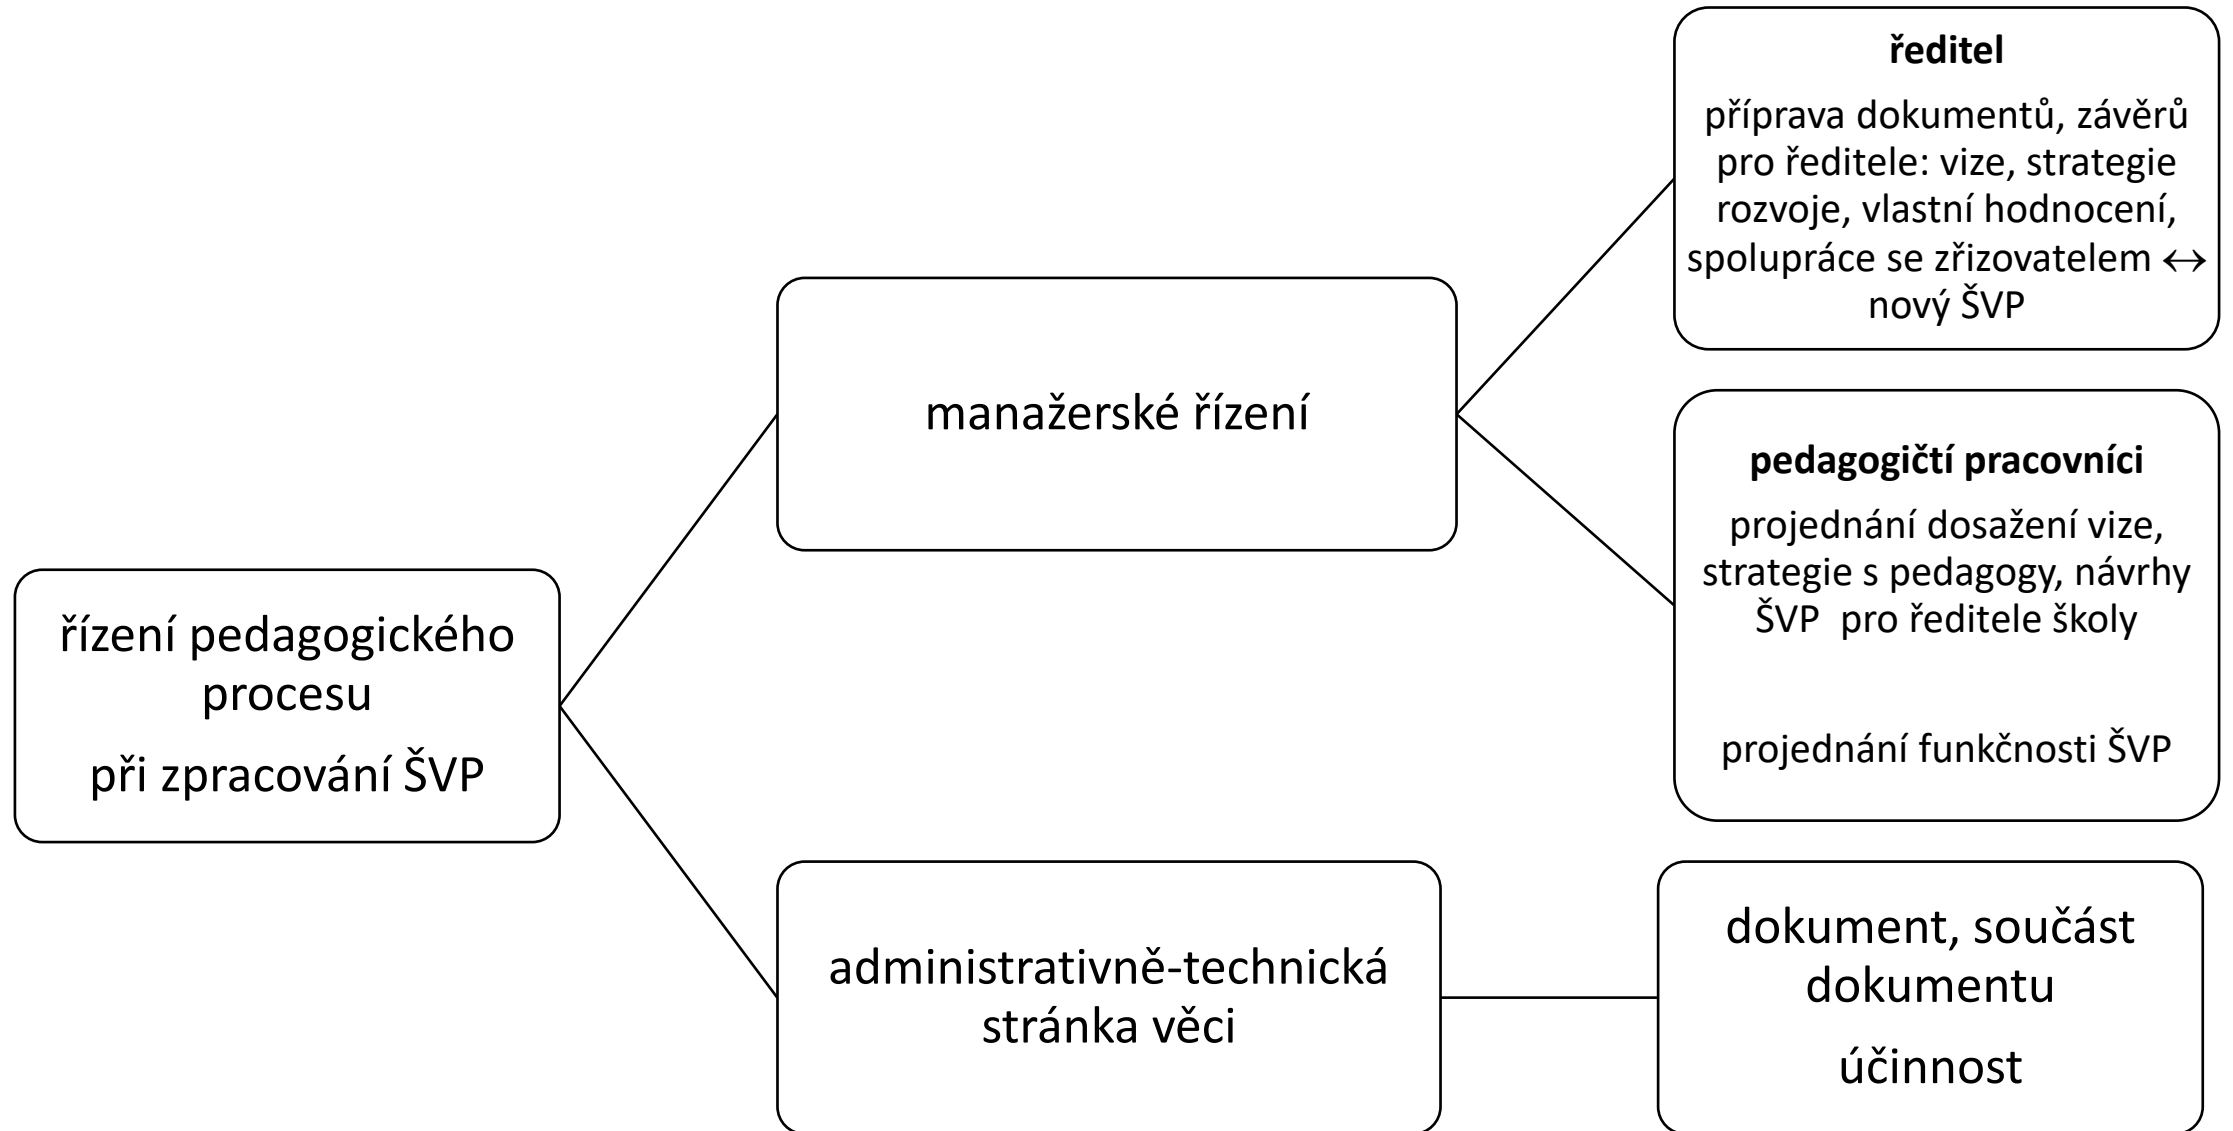 řízení pedagogického
procesu
při zpracování ŠVP
manažerské řízení
ředitel
příprava dokumentů, závěrů
pro ředitele: vize, strategie
rozvoje, vlastní hodnocení,
spolupráce se zřizovatelem ↔
nový ŠVP
pedagogičtí pracovníci
projednání dosažení vize,
strategie s pedagogy, návrhy
ŠVP  pro ředitele školy
projednání funkčnosti ŠVP
administrativně-technická
stránka věci
dokument, součást
dokumentu
účinnost